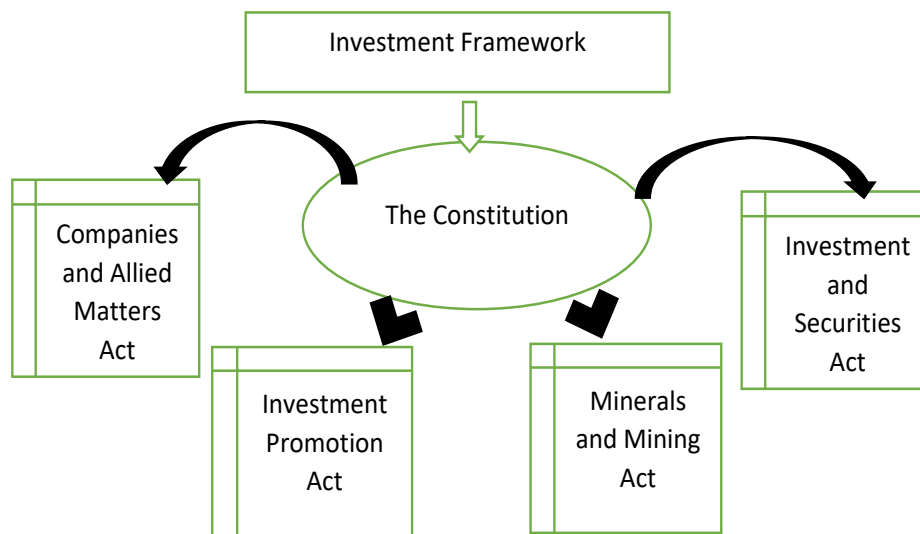 Investment Framework
The Constitution
Companies
and Allied
Matters
Act
Investment
and
Securities
Act
Investment
Promotion
Act
Minerals
and Mining
Act